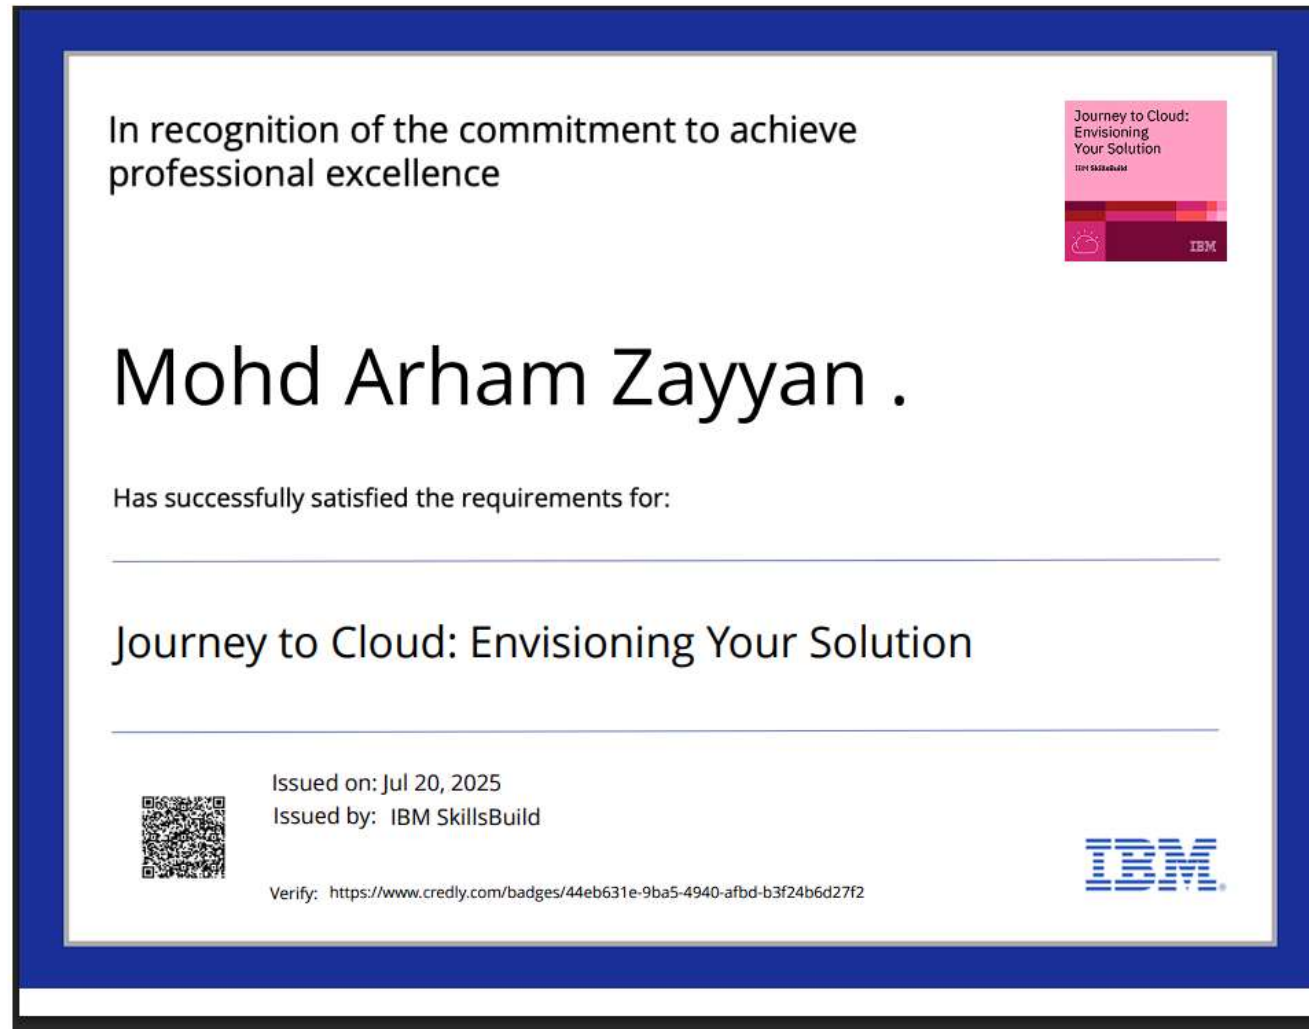 In recognition of the commitment to achieve
professional excellence
Journey to Cloud:
Envisioning
Your Solution
IBM SkillsBuild
IBM
Mohd Arham Zayyan .
Has successfully satisfied the requirements for:
Journey to Cloud: Envisioning Your Solution
Issued on: Jul 20, 2025
Issued by: IBM SkillsBuild
Verify: https://www.credly.com/badges/44eb631e-9ba5-4940-afbd-b3f24b6d27f2
IBM®